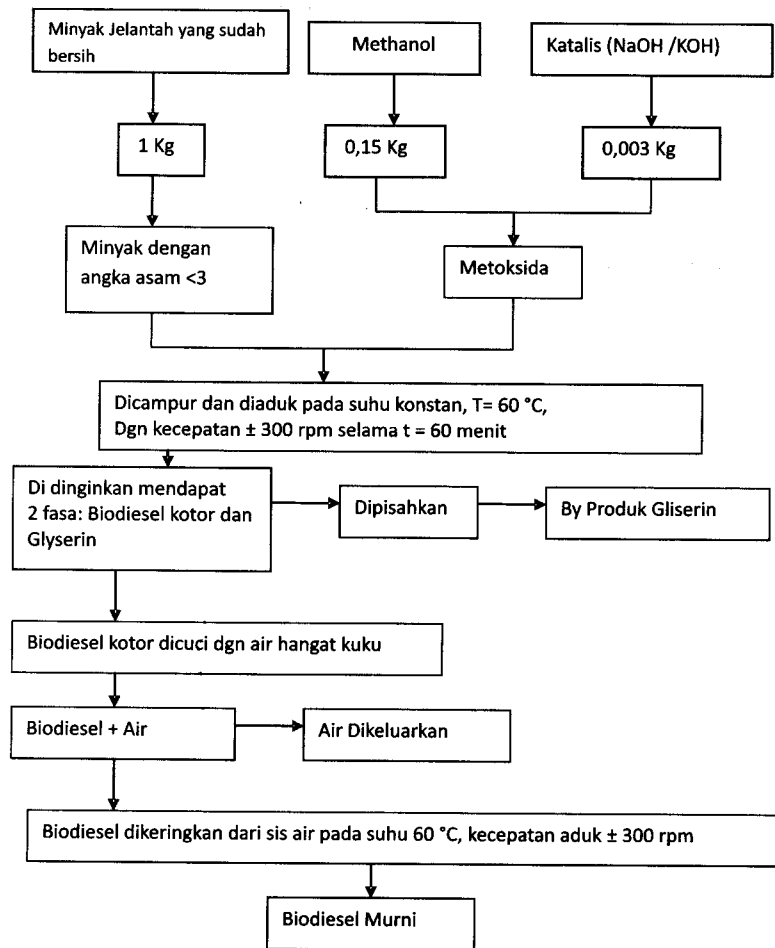 Minyak Jelantah yang sudah
bersih
Methanol
Katalis (NaOH /KOH)
1 Kg
0,15 Kg
0,003 Kg
Minyak dengan
angka asam <3
Metoksida
Dicampur dan diaduk pada suhu konstan, T= 60 °C,
Dgn kecepatan ± 300 rpm selama t = 60 menit
Di dinginkan mendapat
2 fasa: Biodiesel kotor dan
Glyserin
Dipisahkan
By Produk Gliserin
Biodiesel kotor dicuci dgn air hangat kuku
Biodiesel + Air
Air Dikeluarkan
Biodiesel dikeringkan dari sis air pada suhu 60 °C, kecepatan aduk ± 300 rpm
Biodiesel Murni